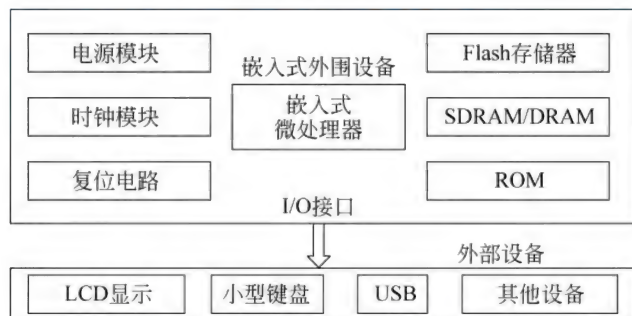 电源模块
嵌入式外围设备
Flash存储器
时钟模块
嵌入式
微处理器
SDRAM/DRAM
复位电路
ROM
I/O接口
外部设备
LCD显示
小型键盘
USB
其他设备